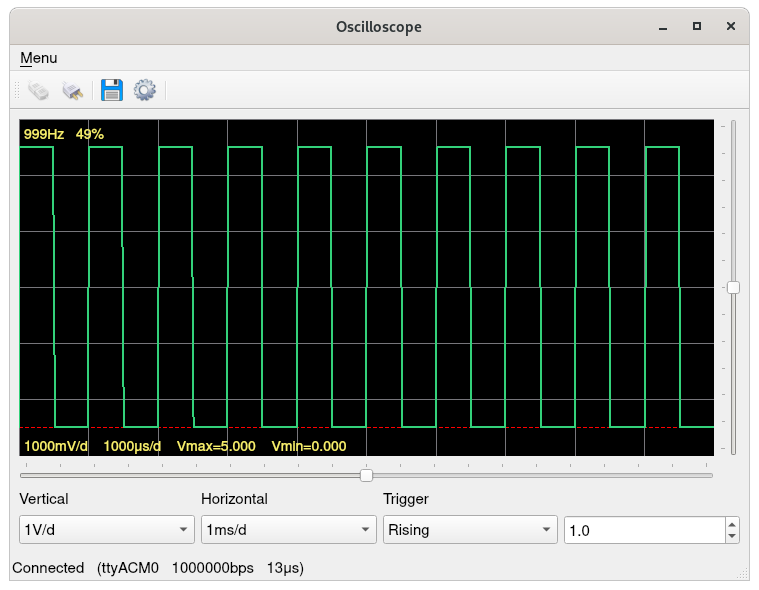 Oscilloscope
Menu
999Hz 49%
1000mV/d 1000µs/d Vmax=5.000 Vmin=0.000
Vertical Horizontal Trigger
1V/d 1ms/d Rising 1.0
Connected (ttyACM0 1000000bps 13µs)